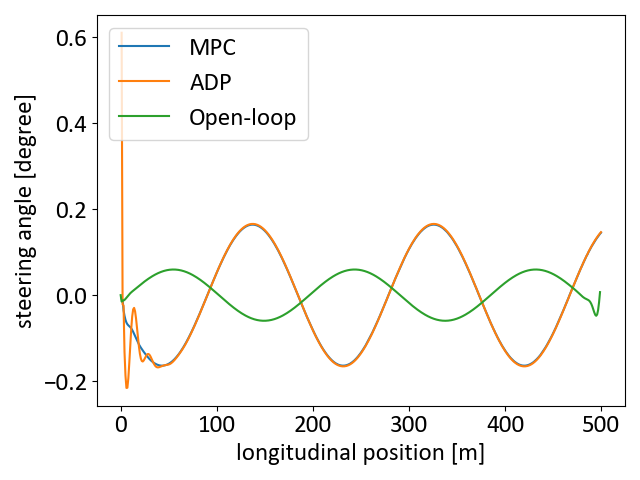 MPC
ADP
Open-loop
steering angle [degree]
0.6
0.4
0.2
0.0
−0.2
0 100 200 300 400 500
longitudinal position [m]